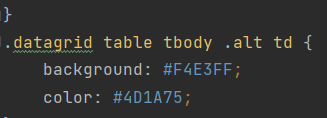 }
.datagrid table tbody .alt td {
background: #F4E3FF;
color: #4D1A75;
}